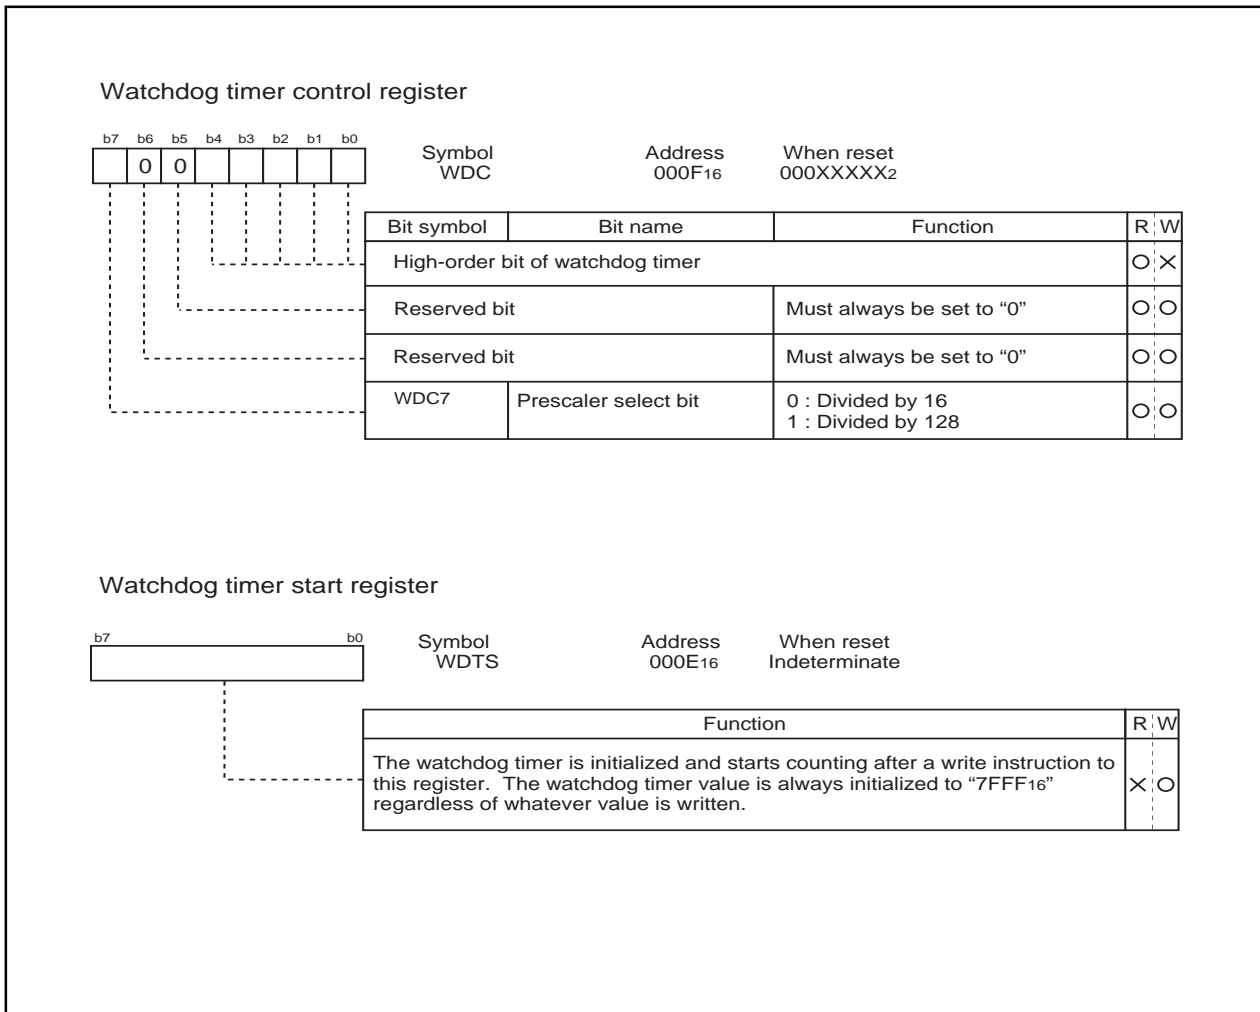 Watchdog timer control register
b7 b6 b5 b4 b3 b2 b1 b0
0 0
Symbol Address When reset
WDC 000F16 000XXXXX2
Bit symbol Bit name Function R W
High-order bit of watchdog timer O X
Reserved bit Must always be set to “0” O O
Reserved bit Must always be set to “0” O O
WDC7 Prescaler select bit 0 : Divided by 16
1 : Divided by 128 O O
Watchdog timer start register
b7 b0
Symbol Address When reset
WDTS 000E16 Indeterminate
Function R W
The watchdog timer is initialized and starts counting after a write instruction to
this register. The watchdog timer value is always initialized to “7FFF16” X O
regardless of whatever value is written.